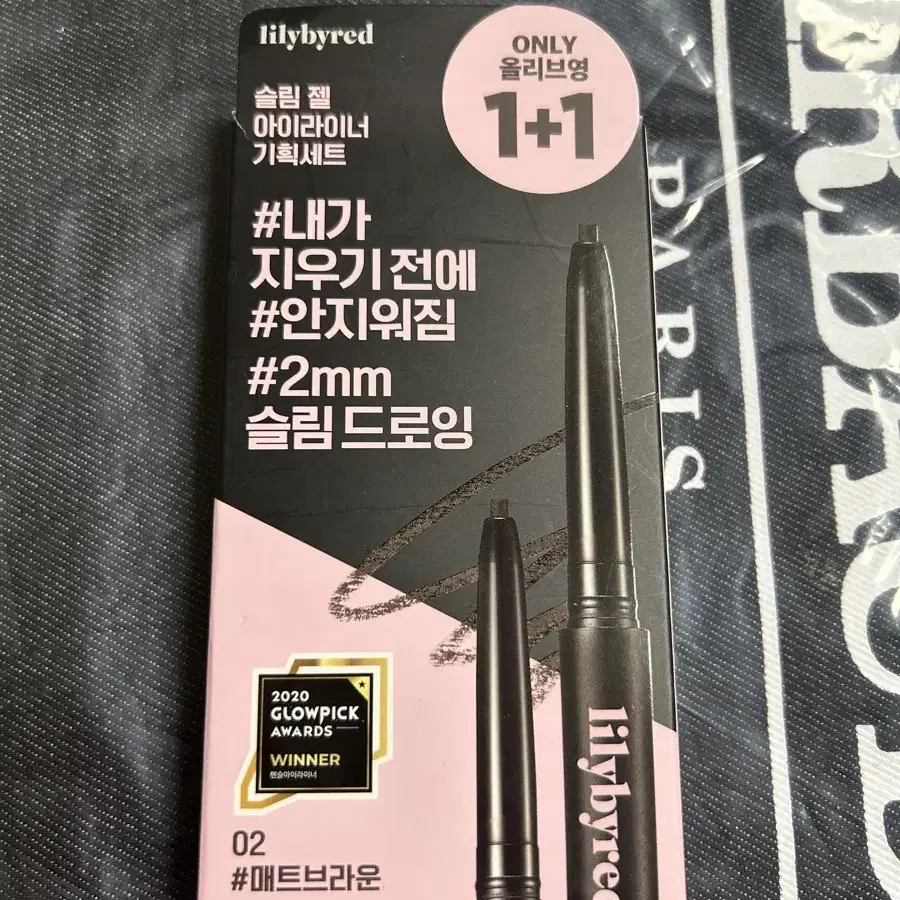 lilybyred
ONLY
올리브영
1+1
슬림 젤
아이라이너
기획세트
#내가
지우기 전에
#안지워짐
#2mm
슬림 드로잉
2020
GLOWPICK
AWARDS
WINNER
펜슬아이라이너
02
#매트브라운
lilybyred
PARIS